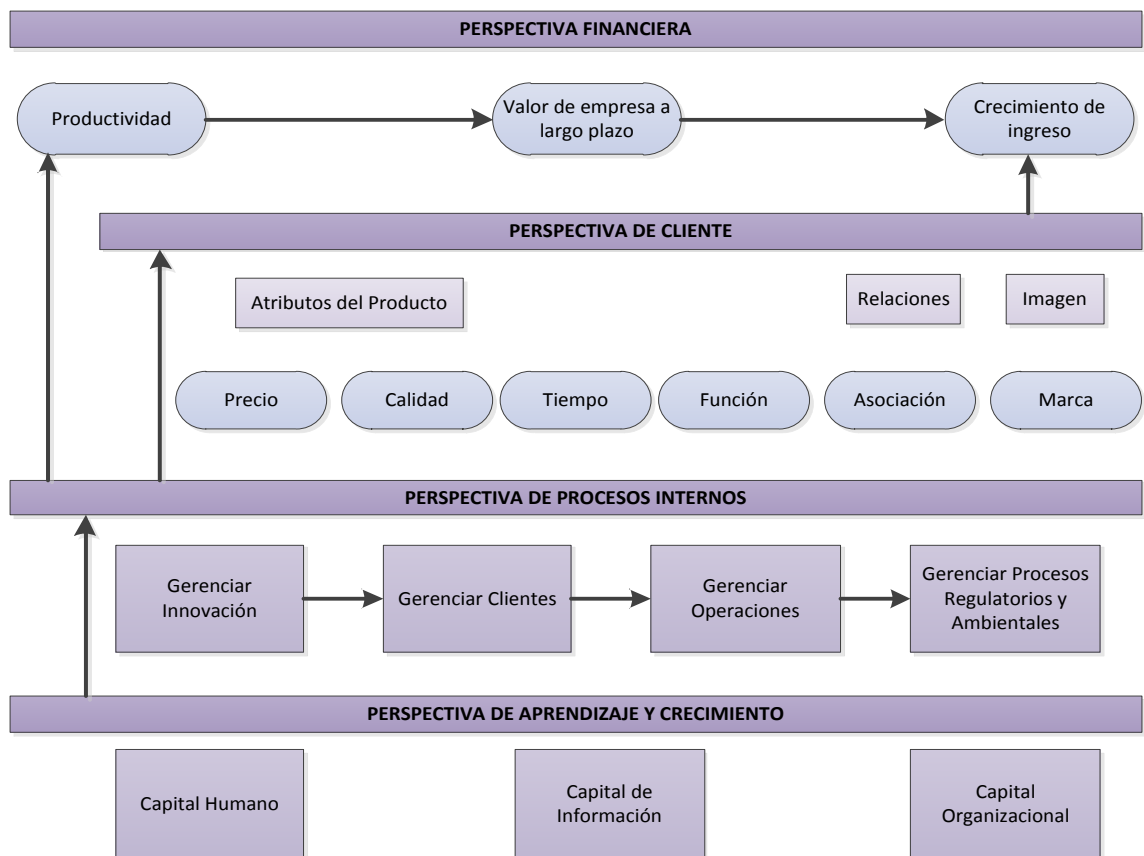 PERSPECTIVA FINANCIERA
Productividad
Valor de empresa a
largo plazo
Crecimiento de
ingreso
PERSPECTIVA DE CLIENTE
Atributos del Producto
Relaciones
Imagen
Precio
Calidad
Tiempo
Función
Asociación
Marca
PERSPECTIVA DE PROCESOS INTERNOS
Gerenciar
Innovación
Gerenciar Clientes
Gerenciar
Operaciones
Gerenciar Procesos
Regulatorios y
Ambientales
PERSPECTIVA DE APRENDIZAJE Y CRECIMIENTO
Capital Humano
Capital de
Información
Capital
Organizacional